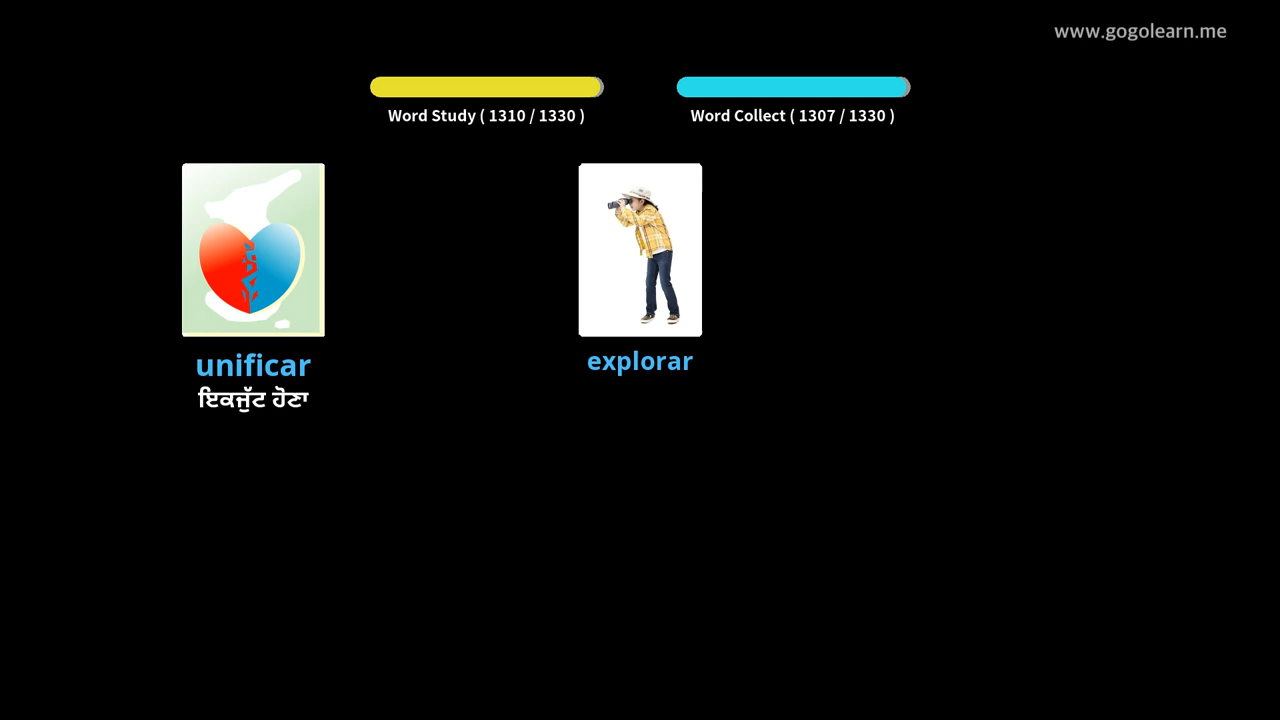 www.gogolearn.me
Word Study ( 1310 / 1330 )
Word Collect ( 1307 / 1330 )
unificar
ਇਕਜੁੱਟ ਹੋਣਾ
explorar